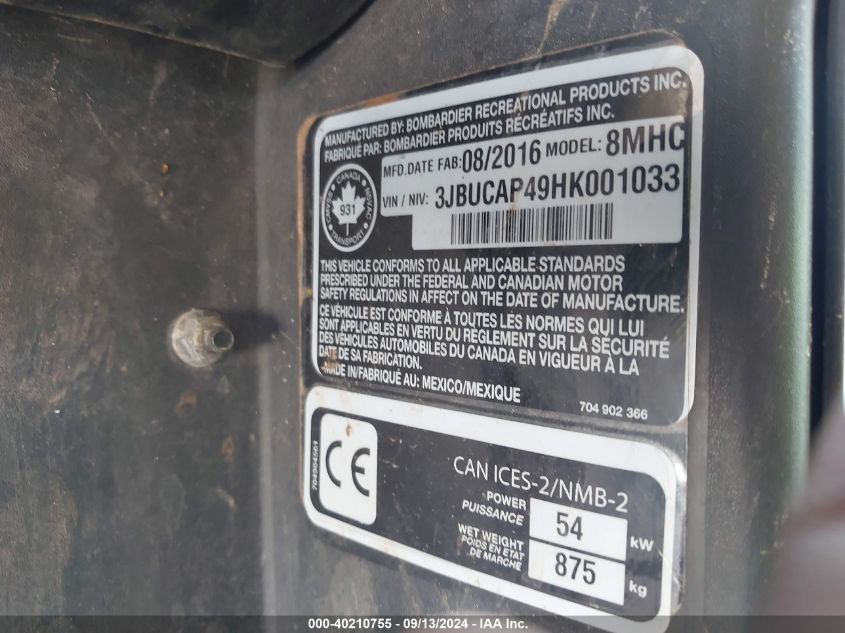 MANUFACTURED BY: BOMBARDIER RECREATIONAL PRODUCTS INC.
FABRIQUÉ PAR: BOMBARDIER PRODUITS RÉCRÉATIFS INC.
MFD.DATE FAB: 08/2016 MODEL: 8MHC
VIN / NIV: 3JBUCAP49HK001033
CANADA
931
TRANSPORT
THIS VEHICLE CONFORMS TO ALL APPLICABLE STANDARDS
PRESCRIBED UNDER THE FEDERAL AND CANADIAN MOTOR
SAFETY REGULATIONS IN AFFECT ON THE DATE OF MANUFACTURE.
CE VÉHICULE EST CONFORME À TOUTES LES NORMES QUI LUI
SONT APPLICABLES EN VERTU DU RÈGLEMENT SUR LA SÉCURITÉ
DES VÉHICULES AUTOMOBILES DU CANADA EN VIGUEUR À LA
DATE DE SA FABRICATION.
MADE IN/FABRIQUÉ AU: MEXICO/MEXIQUE
704 902 366
704904561
CE
CAN ICES-2/NMB-2
POWER
PUISSANCE
54 kW
WET WEIGHT
POIDS EN ÉTAT
DE MARCHE
875 kg
000-40210755 - 09/13/2024 - IAA Inc.